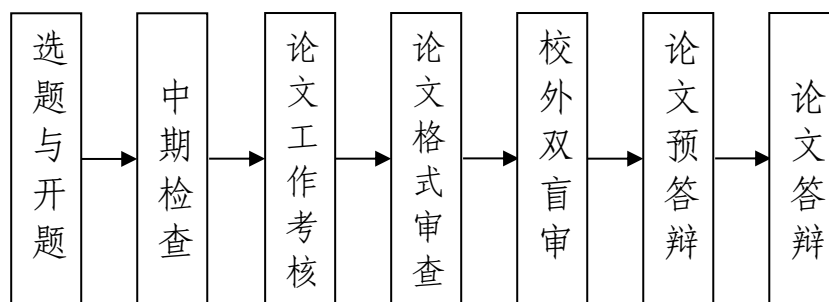 选题与开题
中期检查
论文工作考核
论文格式审查
校外双盲审
论文预答辩
论文答辩